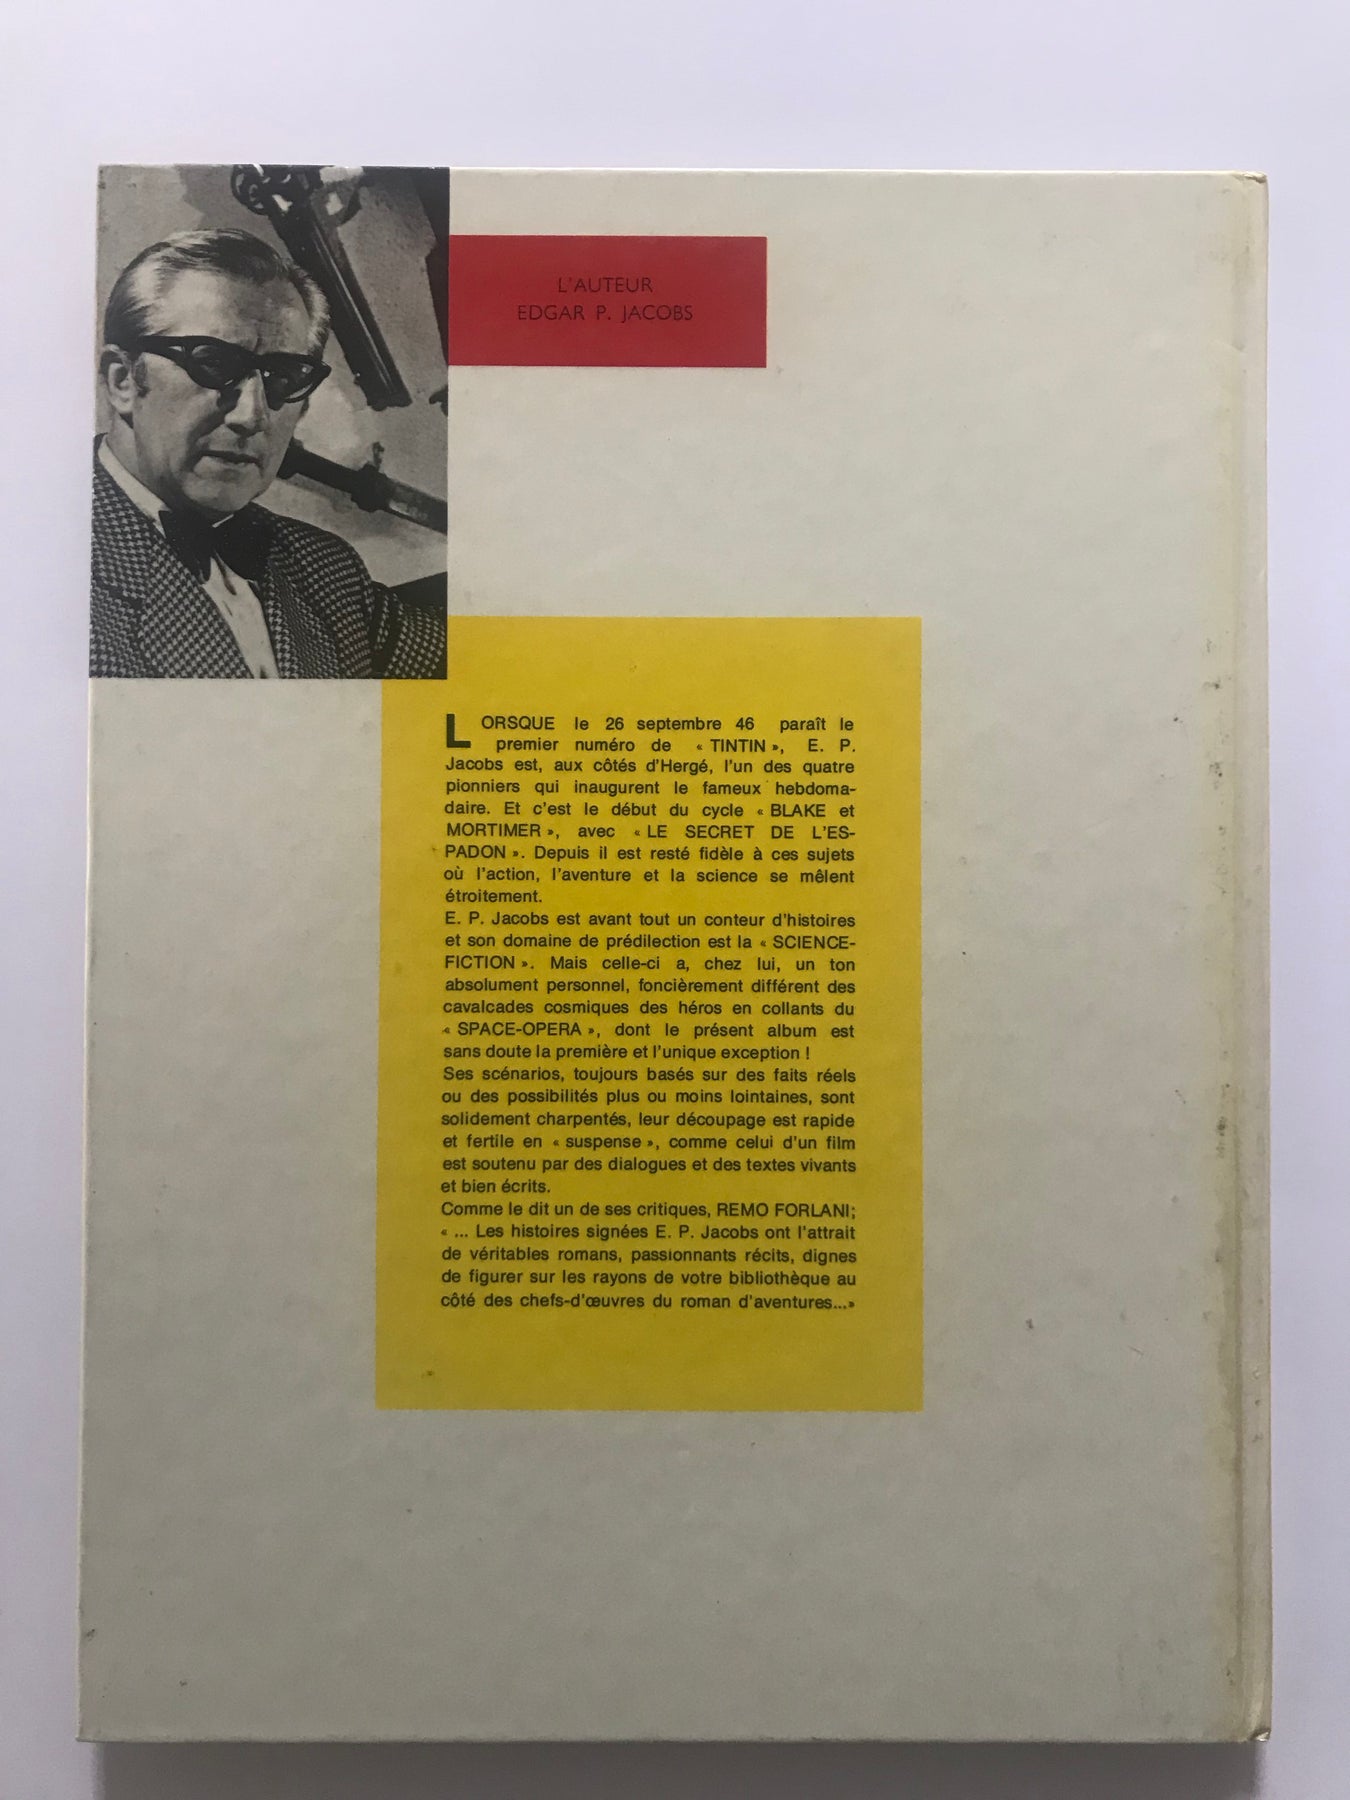 L'AUTEUR
EDGAR P. JACOBS
LORSQUE le 26 septembre 46 paraît le
premier numéro de « TINTIN », E. P.
Jacobs est, aux côtés d'Hergé, l'un des quatre
pionniers qui inaugurent le fameux hebdoma-
daire. Et c'est le début du cycle « BLAKE et
MORTIMER », avec « LE SECRET DE L'ES-
PADON ». Depuis il est resté fidèle à ces sujets
où l'action, l'aventure et la science se mêlent
étroitement.
E. P. Jacobs est avant tout un conteur d'histoires
et son domaine de prédilection est la « SCIENCE-
FICTION ». Mais celle-ci a, chez lui, un ton
absolument personnel, foncièrement différent des
cavalcades cosmiques des héros en collants du
« SPACE-OPERA », dont le présent album est
sans doute la première et l'unique exception !
Ses scénarios, toujours basés sur des faits réels
ou des possibilités plus ou moins lointaines, sont
solidement charpentés, leur découpage est rapide
et fertile en « suspense », comme celui d'un film
est soutenu par des dialogues et des textes vivants
et bien écrits.
Comme le dit un de ses critiques, REMO FORLANI;
« ... Les histoires signées E. P. Jacobs ont l'attrait
de véritables romans, passionnants récits, dignes
de figurer sur les rayons de votre bibliothèque au
côté des chefs-d'œuvres du roman d'aventures...»